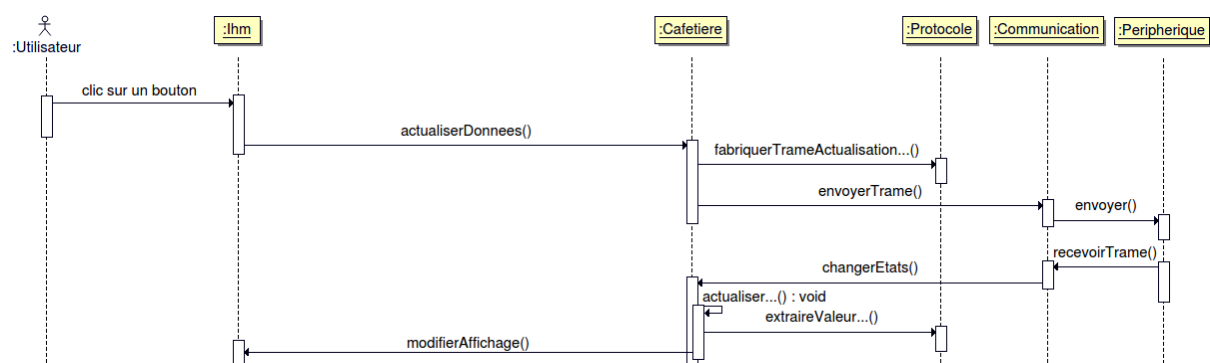 :Utilisateur
:Ihm
:Cafetiere
:Protocole
:Communication
:Peripherique
clic sur un bouton
actualiserDonnees()
fabriquerTrameActualisation...()
envoyerTrame()
envoyer()
recevoirTrame()
changerEtats()
actualiser...() : void
extraireValeur...()
modifierAffichage()